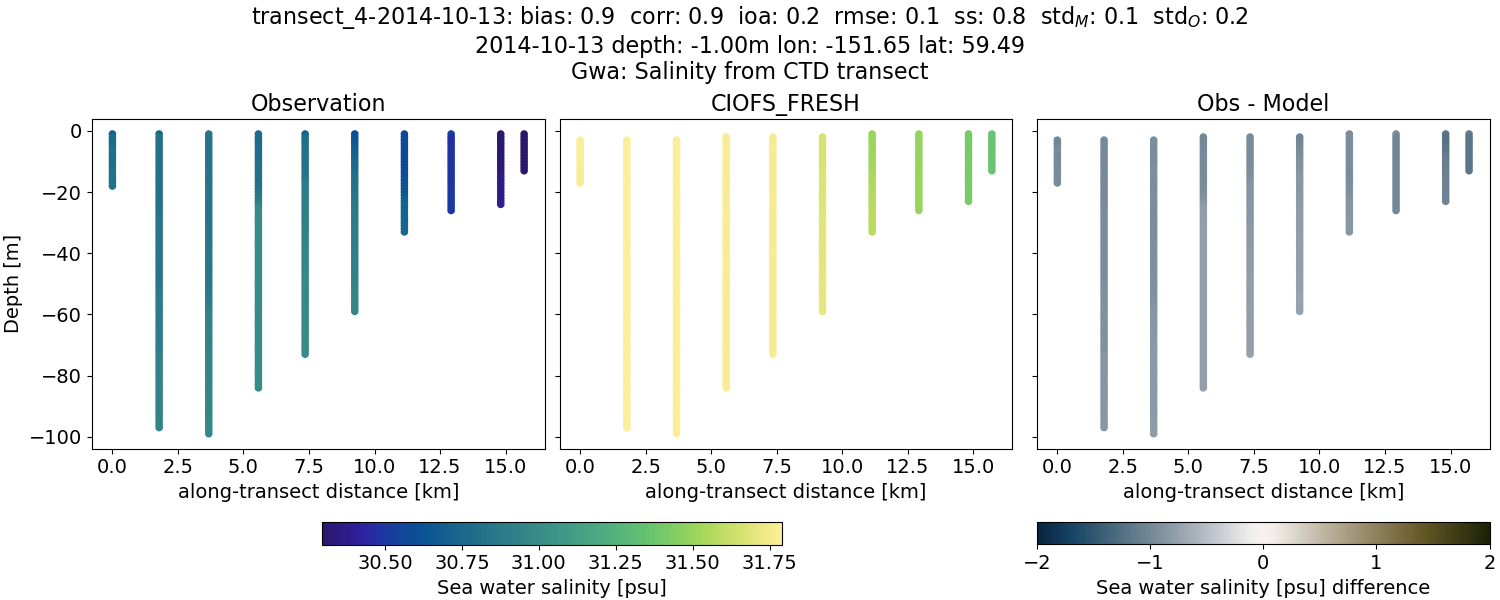 transect_4-2014-10-13: bias: 0.9 corr: 0.9 ioa: 0.2 rmse: 0.1 ss: 0.8 std_M: 0.1 std_O: 0.2
2014-10-13 depth: -1.00m lon: -151.65 lat: 59.49
Gwa: Salinity from CTD transect
Observation
CIOFS_FRESH
Obs - Model
Depth [m]
0
−20
−40
−60
−80
−100
0.0 2.5 5.0 7.5 10.0 12.5 15.0
0.0 2.5 5.0 7.5 10.0 12.5 15.0
0.0 2.5 5.0 7.5 10.0 12.5 15.0
along-transect distance [km]
along-transect distance [km]
along-transect distance [km]
30.50 30.75 31.00 31.25 31.50 31.75
Sea water salinity [psu]
−2 −1 0 1 2
Sea water salinity [psu] difference